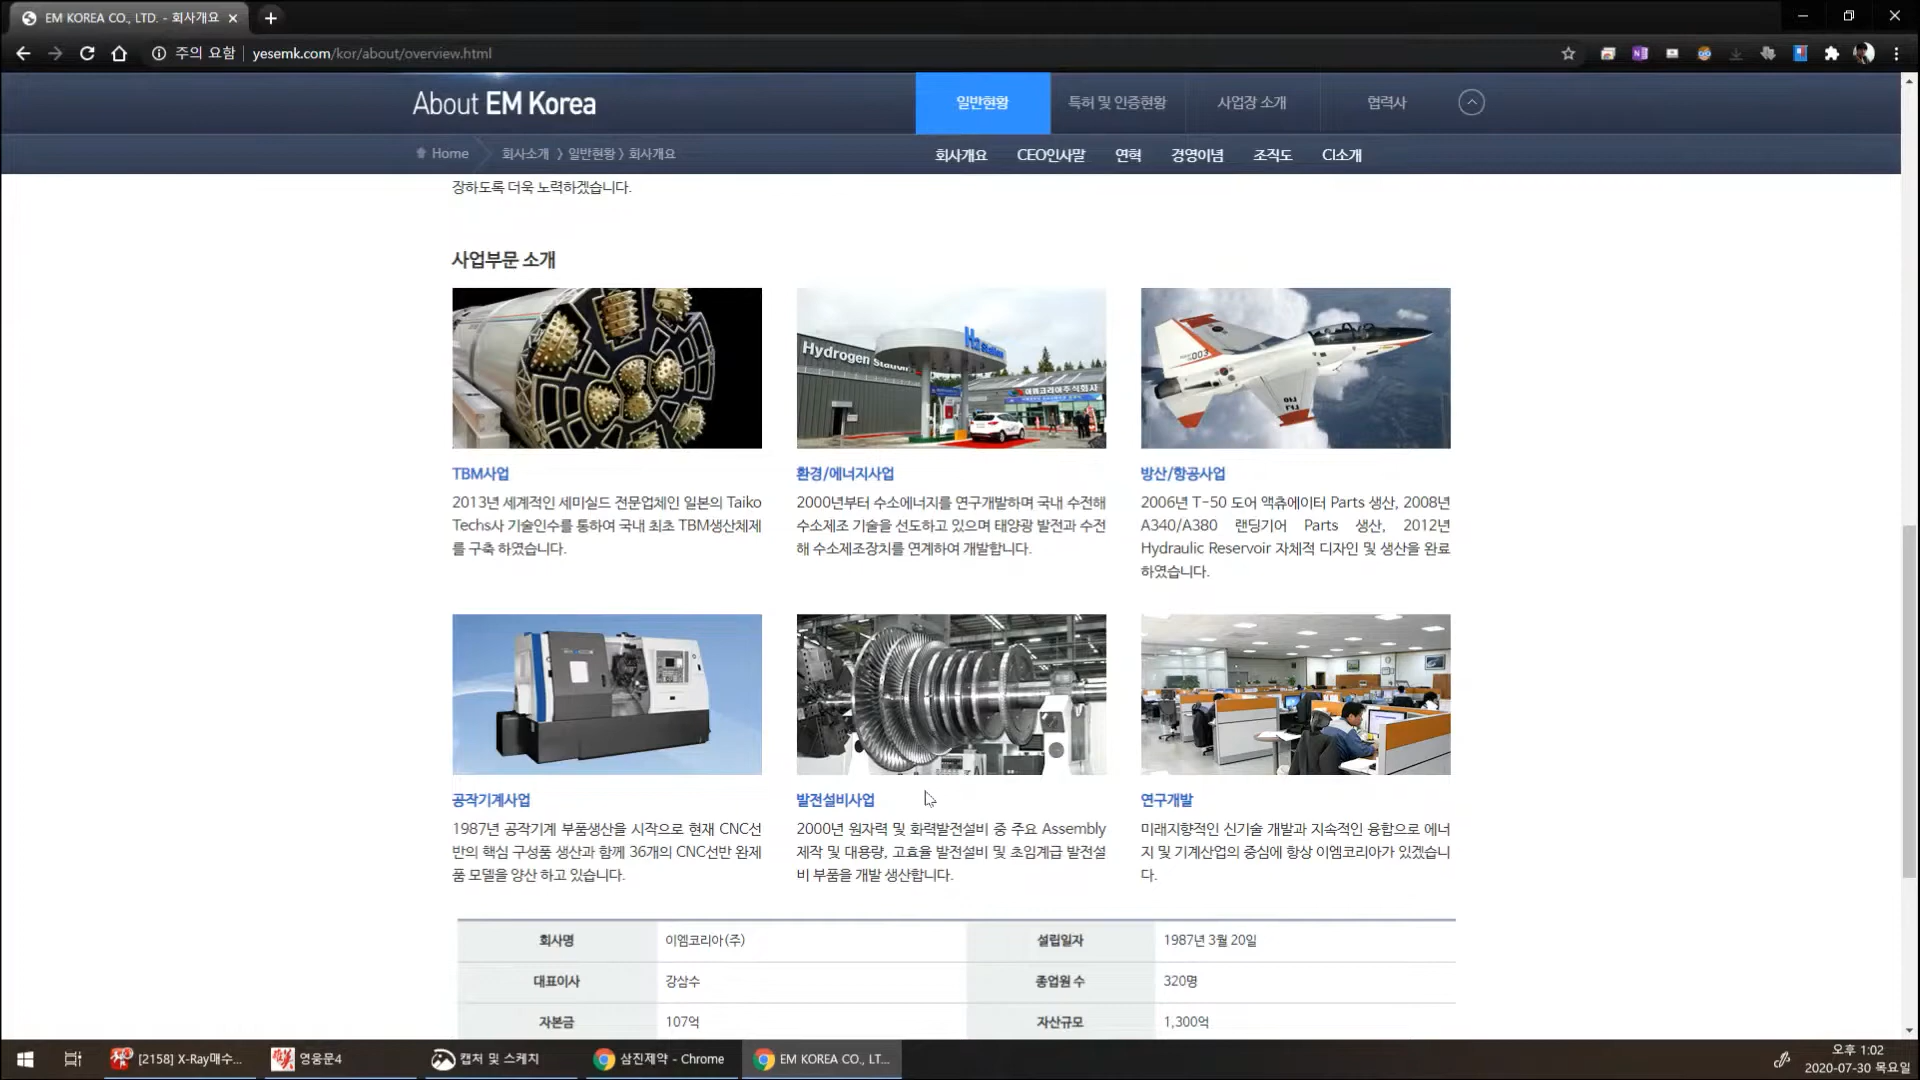 EM KOREA CO., LTD. - 회사개요
주의 요함
yesemk.com/kor/about/overview.html
About EM Korea
일반현황
특허 및 인증현황
사업장 소개
협력사
Home
회사소개 〉 일반현황 〉 회사개요
회사개요
CEO인사말
연혁
경영이념
조직도
CI소개
장하도록 더욱 노력하겠습니다.
사업부문 소개
Hydrogen Station
H2 Station
이엠코리아주식회사
003
TBM사업
2013년 세계적인 세미실드 전문업체인 일본의 Taiko
Techs사 기술인수를 통하여 국내 최초 TBM생산체제
를 구축 하였습니다.
환경/에너지사업
2000년부터 수소에너지를 연구개발하며 국내 수전해
수소제조 기술을 선도하고 있으며 태양광 발전과 수전
해 수소제조장치를 연계하여 개발합니다.
방산/항공사업
2006년 T-50 도어 액츄에이터 Parts 생산, 2008년
A340/A380 랜딩기어 Parts 생산, 2012년
Hydraulic Reservoir 자체적 디자인 및 생산을 완료
하였습니다.
공작기계사업
1987년 공작기계 부품생산을 시작으로 현재 CNC선
반의 핵심 구성품 생산과 함께 36개의 CNC선반 완제
품 모델을 양산 하고 있습니다.
발전설비사업
2000년 원자력 및 화력발전설비 중 주요 Assembly
제작 및 대용량, 고효율 발전설비 및 초임계급 발전설
비 부품을 개발 생산합니다.
연구개발
미래지향적인 신기술 개발과 지속적인 융합으로 에너
지 및 기계산업의 중심에 항상 이엠코리아가 있겠습니
다.
회사명 이엠코리아(주) 설립일자 1987년 3월 20일
대표이사 강삼수 종업원 수 320명
자본금 107억 자산규모 1,300억
[2158] X-Ray매수...
영웅문4
캡처 및 스케치
삼진제약 - Chrome
EM KOREA CO., LT...
오후 1:02
2020-07-30 목요일